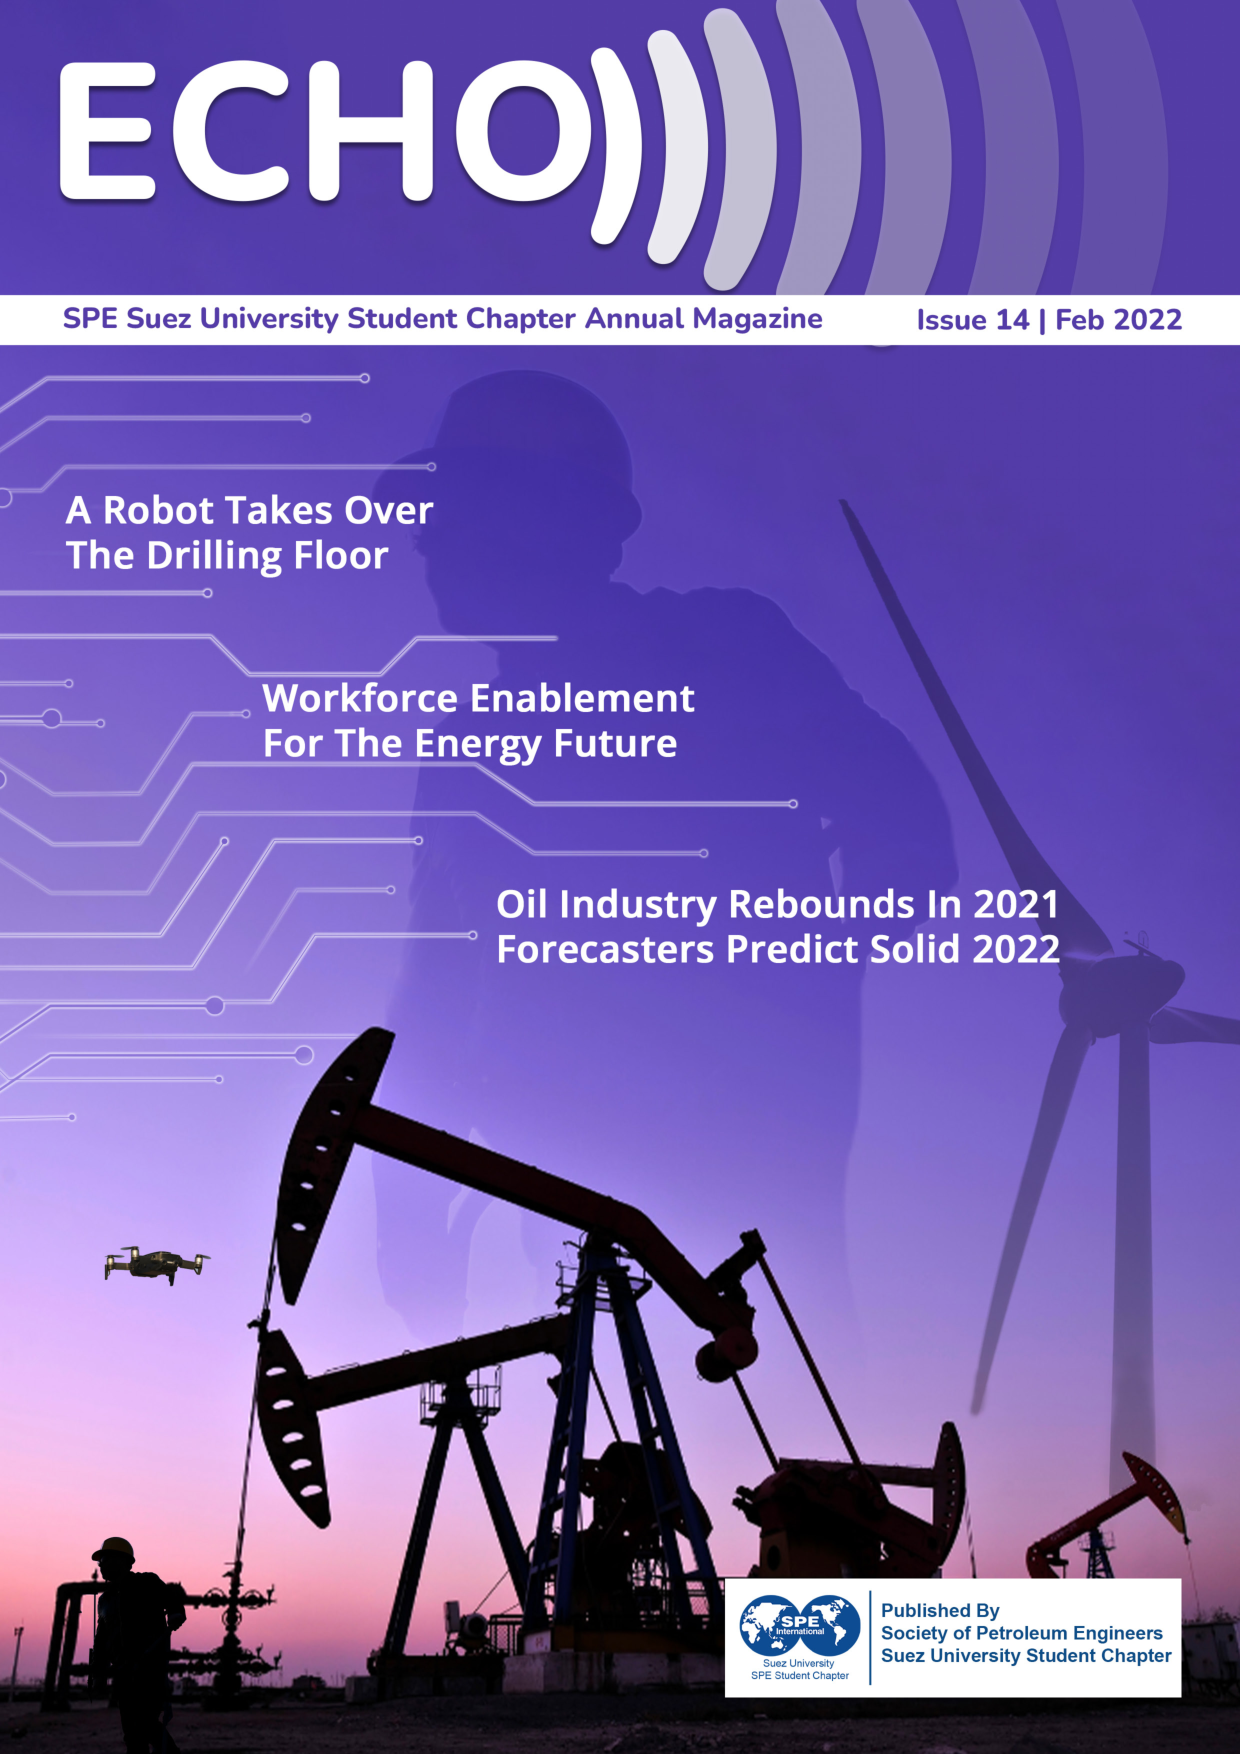 ECHO
SPE Suez University Student Chapter Annual Magazine
Issue 14 | Feb 2022
A Robot Takes Over
The Drilling Floor
Workforce Enablement
For The Energy Future
Oil Industry Rebounds In 2021
Forecasters Predict Solid 2022
SPE
International
Suez University
SPE Student Chapter
Published By
Society of Petroleum Engineers
Suez University Student Chapter